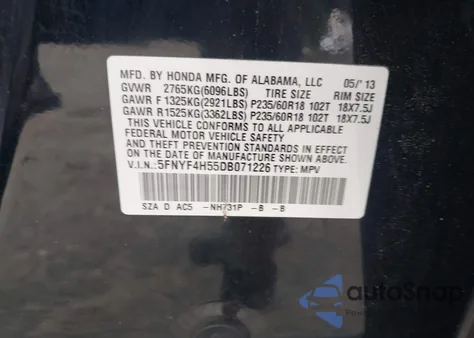 MFD. BY HONDA MFG. OF ALABAMA, LLC 05/'13
GVWR 2765KG(6096LBS) TIRE SIZE RIM SIZE
GAWR F 1325KG(2921LBS) P235/60R18 102T 18X7.5J
GAWR R1525KG(3362LBS) P235/60R18 102T 18X7.5J
THIS VEHICLE CONFORMS TO ALL APPLICABLE
FEDERAL MOTOR VEHICLE SAFETY
AND THEFT PREVENTION STANDARDS IN EFFECT
ON THE DATE OF MANUFACTURE SHOWN ABOVE.
V.I.N.: 5FNYF4H55DB071226 TYPE: MPV
SZA D AC5 -NH731P -B -B
autoSnap